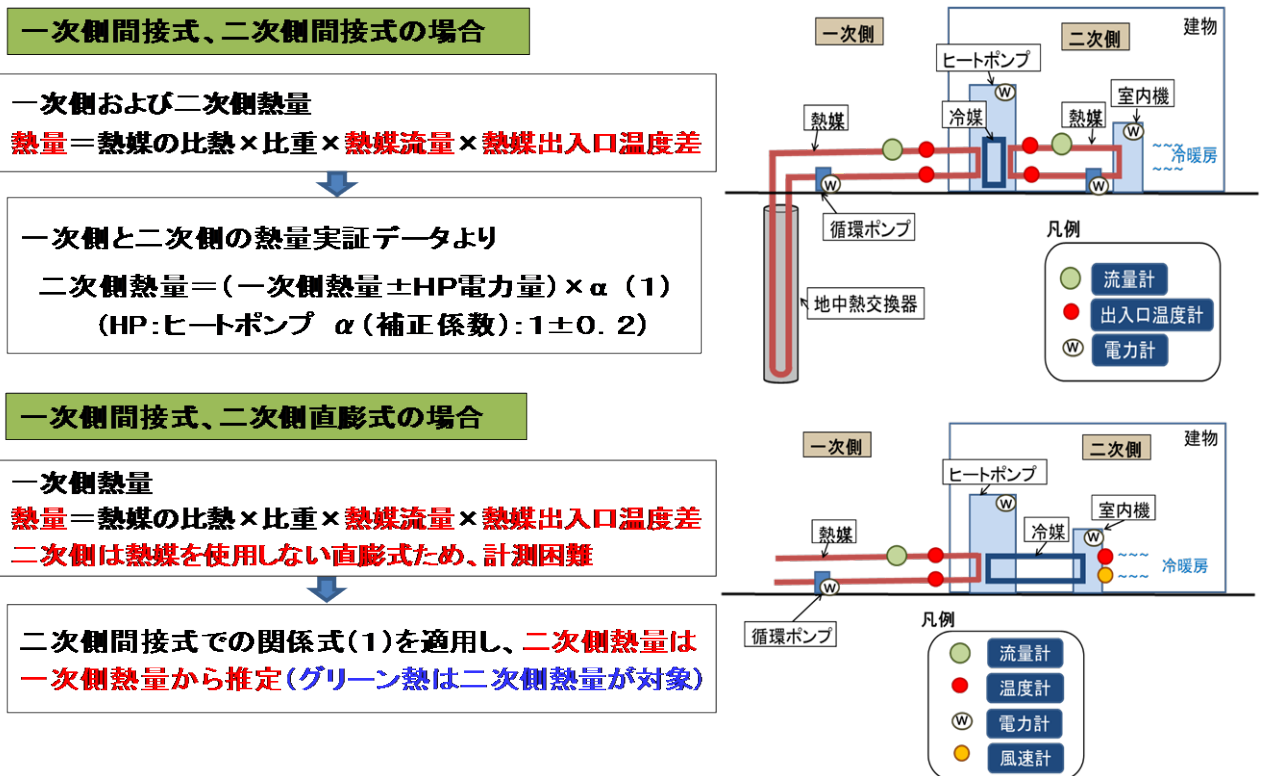 一次側間接式、二次側間接式の場合
一次側および二次側熱量
熱量＝熱媒の比熱×比重×熱媒流量×熱媒出入口温度差
一次側と二次側の熱量実証データより
二次側熱量＝(一次側熱量±HP電力量)×α (1)
(HP:ヒートポンプ α(補正係数):1±0.2)
一次側
二次側
建物
ヒートポンプ
W
室内機
熱媒
冷媒
熱媒
W
~~~
冷暖房
~~~
W
W
循環ポンプ
地中熱交換器
凡例
流量計
出入口温度計
W 電力計
一次側間接式、二次側直膨式の場合
一次側熱量
熱量＝熱媒の比熱×比重×熱媒流量×熱媒出入口温度差
二次側は熱媒を使用しない直膨式ため、計測困難
二次側間接式での関係式(1)を適用し、二次側熱量は
一次側熱量から推定(グリーン熱は二次側熱量が対象)
一次側
二次側
建物
ヒートポンプ
W
室内機
熱媒
冷媒
W
~~~
冷暖房
~~~
W
循環ポンプ
凡例
流量計
温度計
W 電力計
風速計